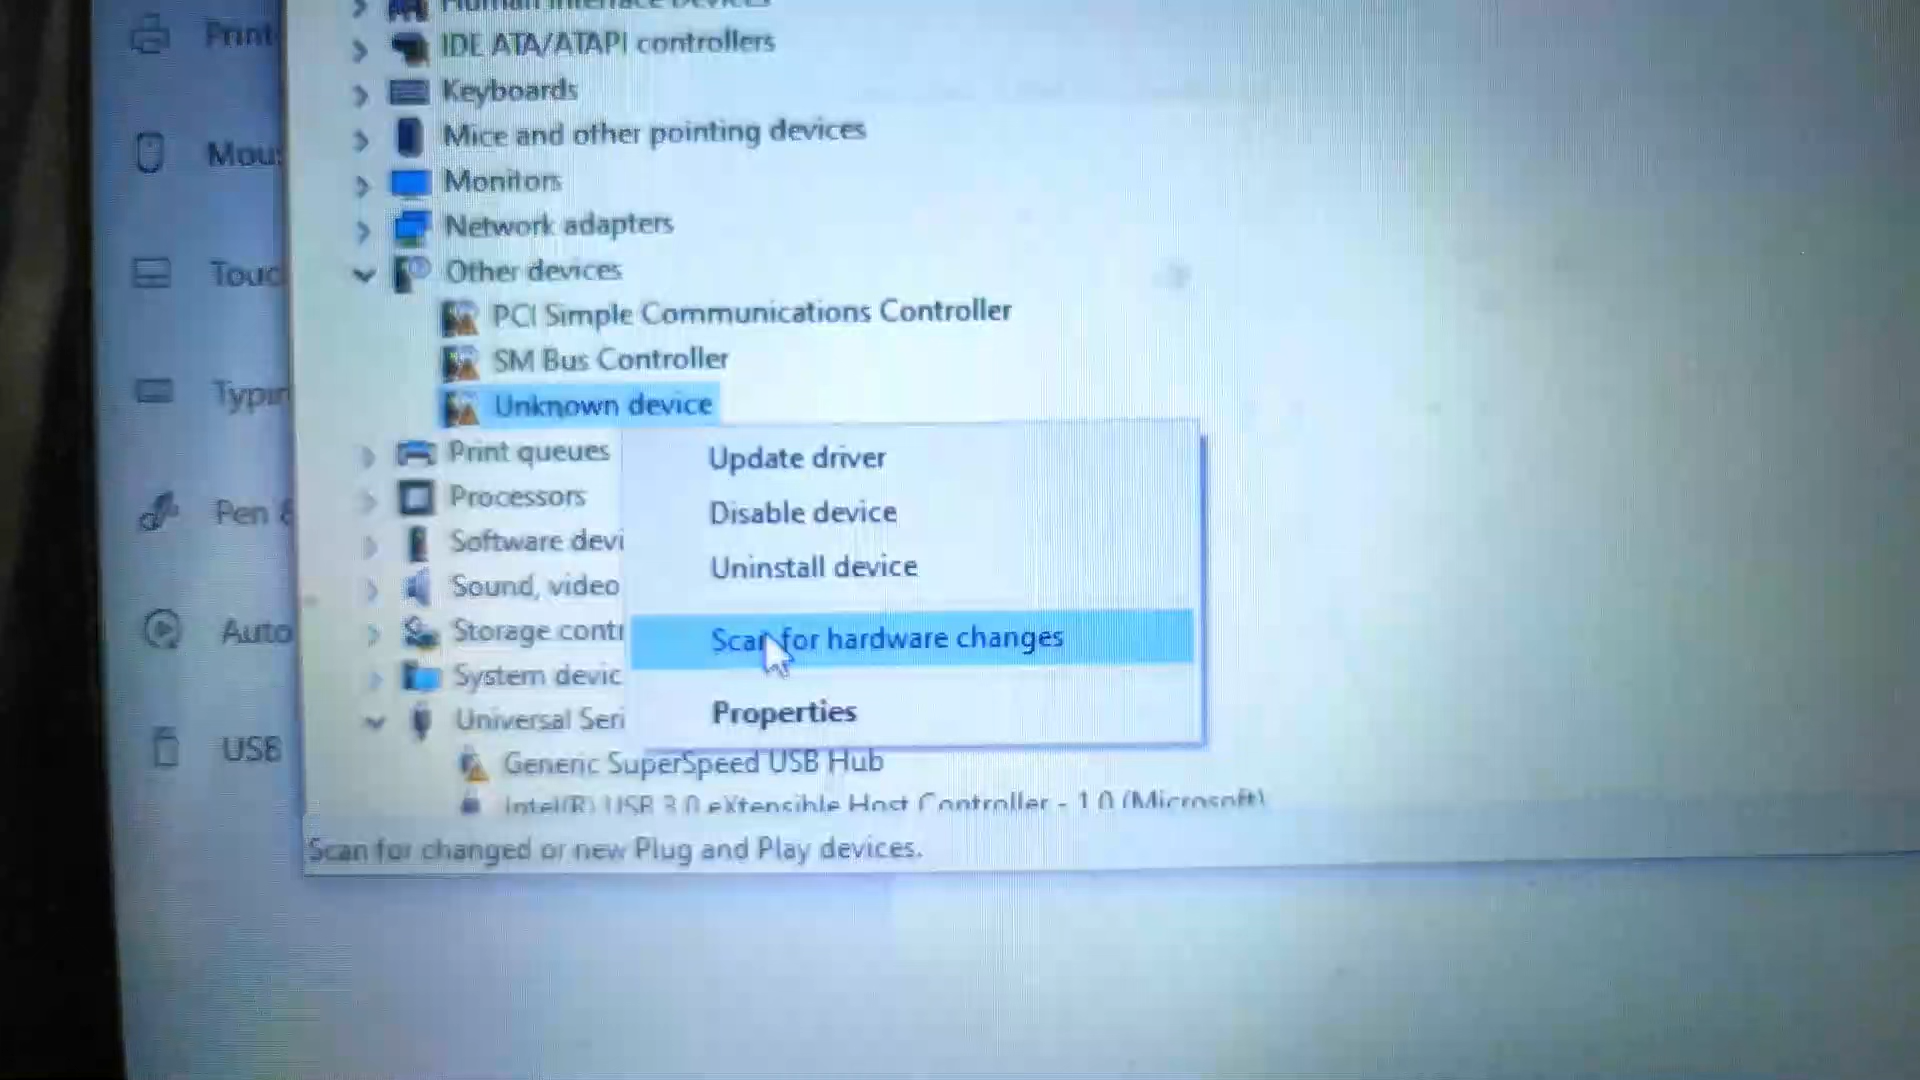 Print
Human Interface Devices
IDE ATA/ATAPI controllers
Keyboards
Mice and other pointing devices
Mous
Monitors
Network adapters
Other devices
Touc
PCI Simple Communications Controller
SM Bus Controller
Typin
Unknown device
Print queues
Update driver
Processors
Pen &
Disable device
Software devi
Uninstall device
Sound, video
Auto
Storage contr
Scan for hardware changes
System devic
Universal Seri
Properties
USB
Generic SuperSpeed USB Hub
Intel(R) USB 3.0 eXtensible Host Controller - 1.0 (Microsoft)
Scan for changed or new Plug and Play devices.